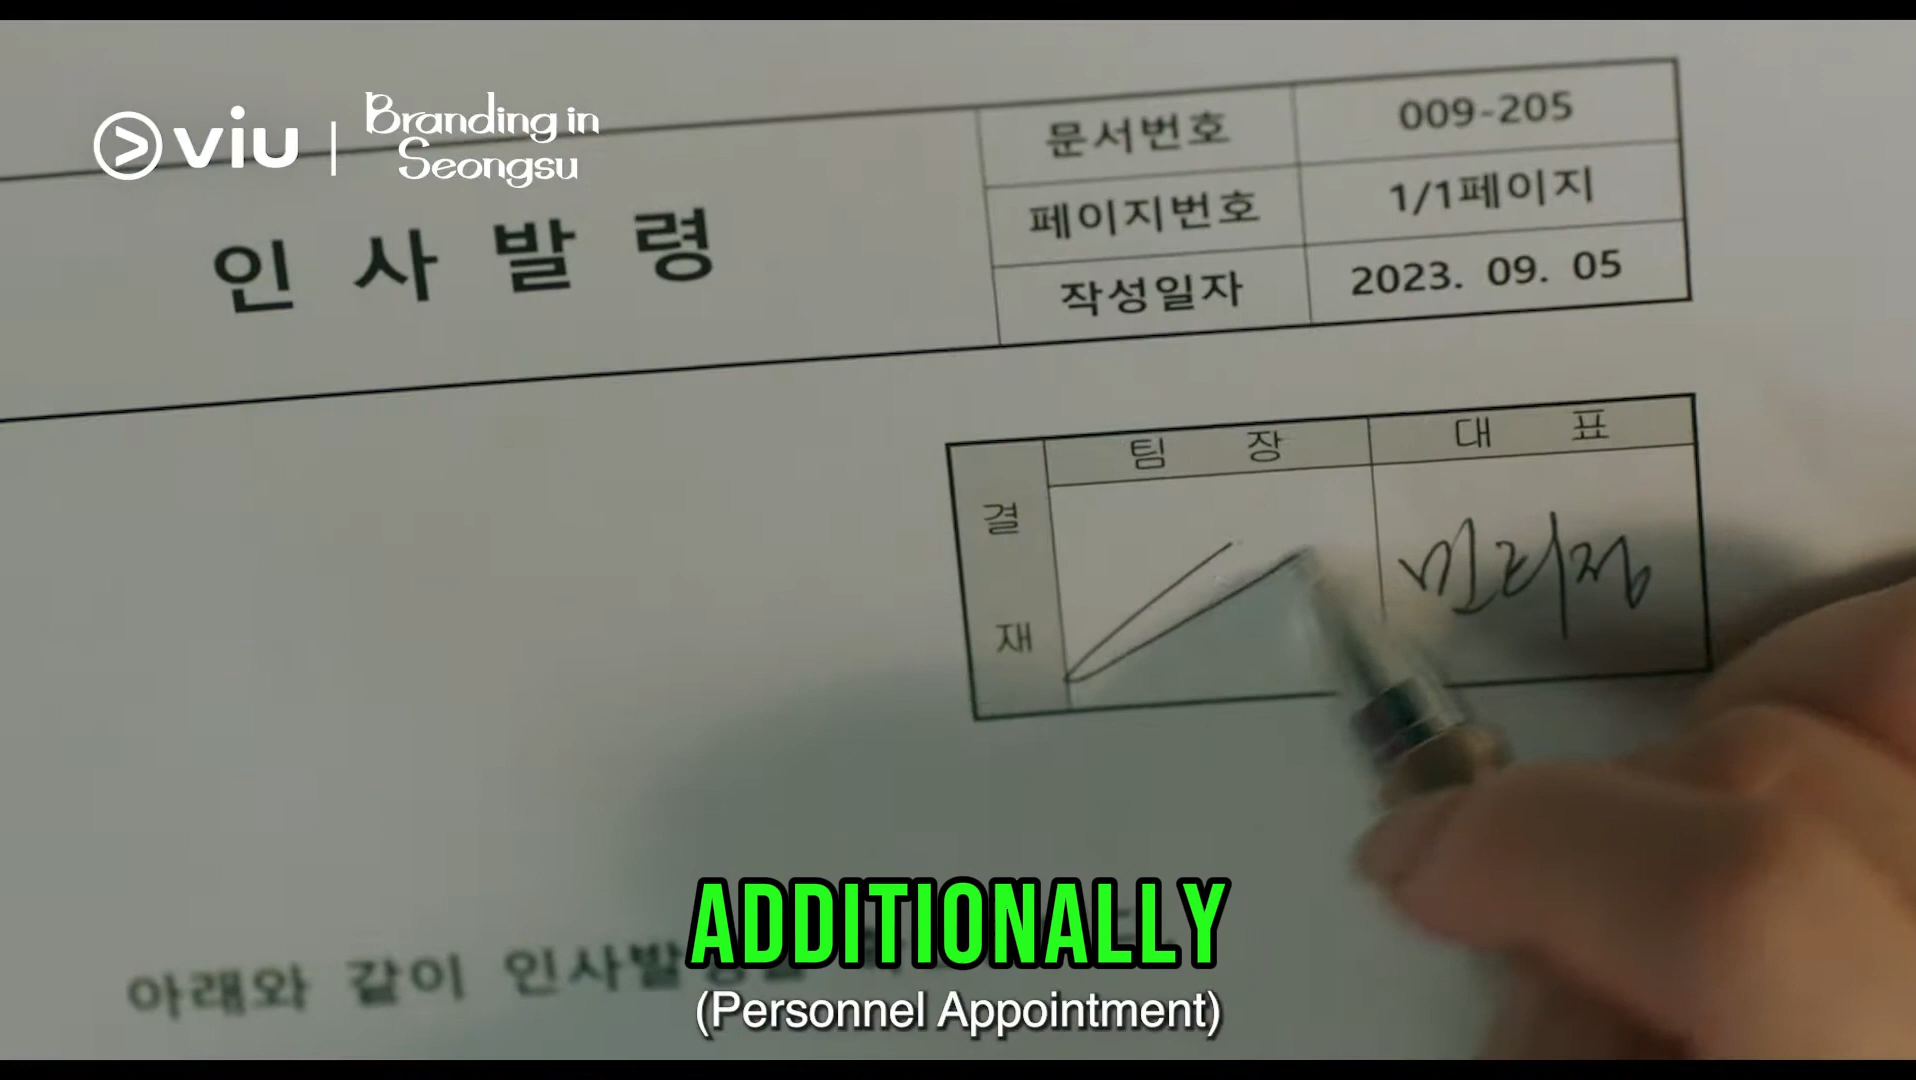 viu | Branding in
Seongsu
인 사 발 령
문서번호 009-205
페이지번호 1/1페이지
작성일자 2023. 09. 05
결 재
팀 장
대 표
아래와 같이 인사발
ADDITIONALLY
(Personnel Appointment)